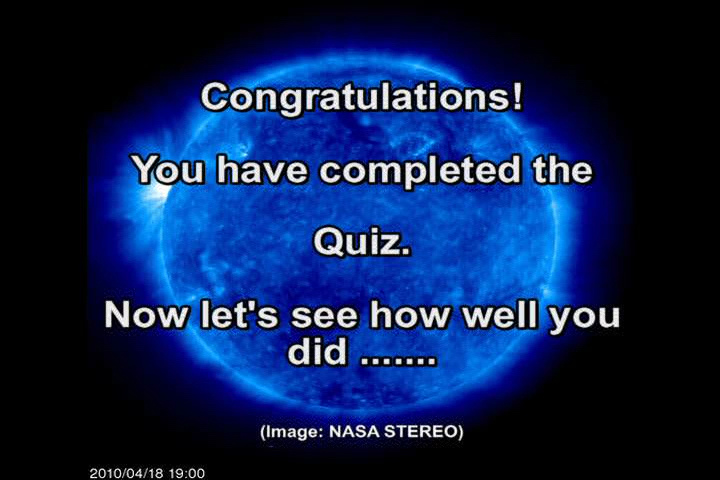 Congratulations!
You have completed the
Quiz.
Now let's see how well you
did .......
(Image: NASA STEREO)
2010/04/18 19:00